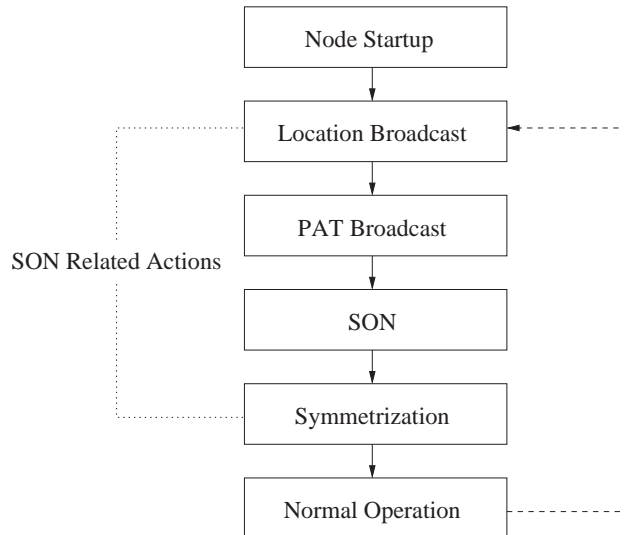 Node Startup
Location Broadcast
PAT Broadcast
SON Related Actions
SON
Symmetrization
Normal Operation